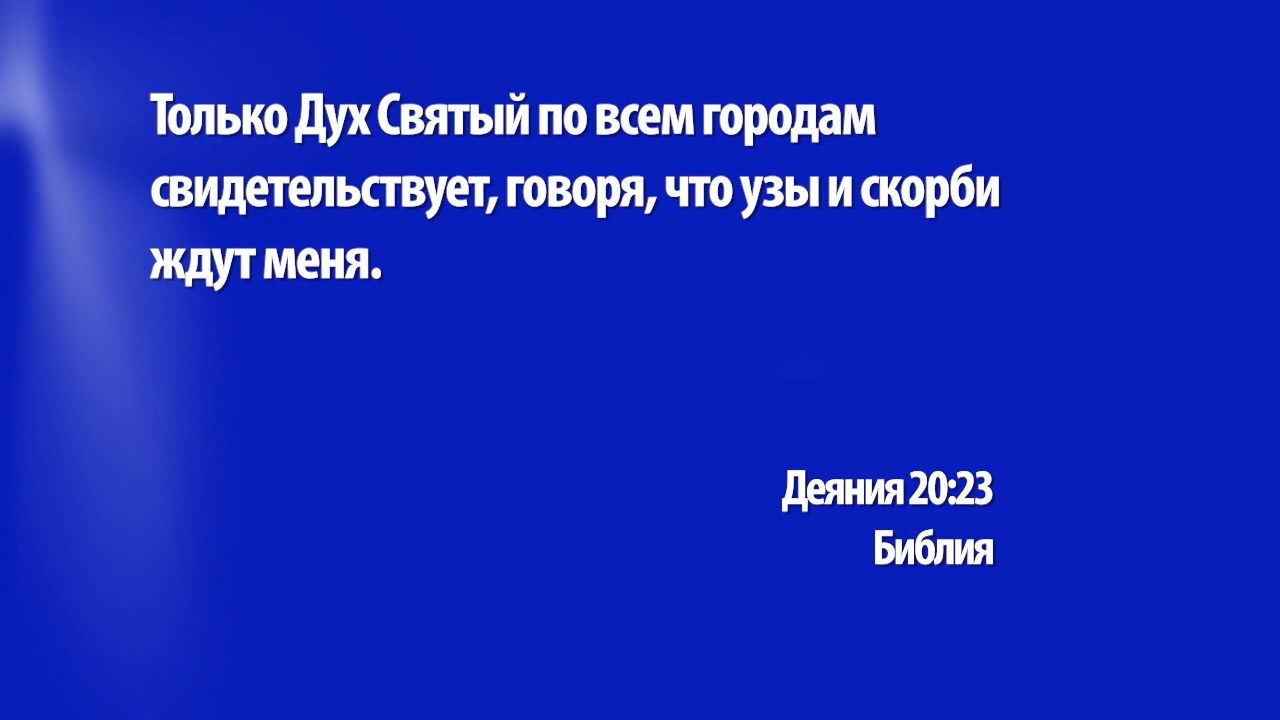 Только Дух Святый по всем городам
свидетельствует, говоря, что узы и скорби
ждут меня.
Деяния 20:23
Библия